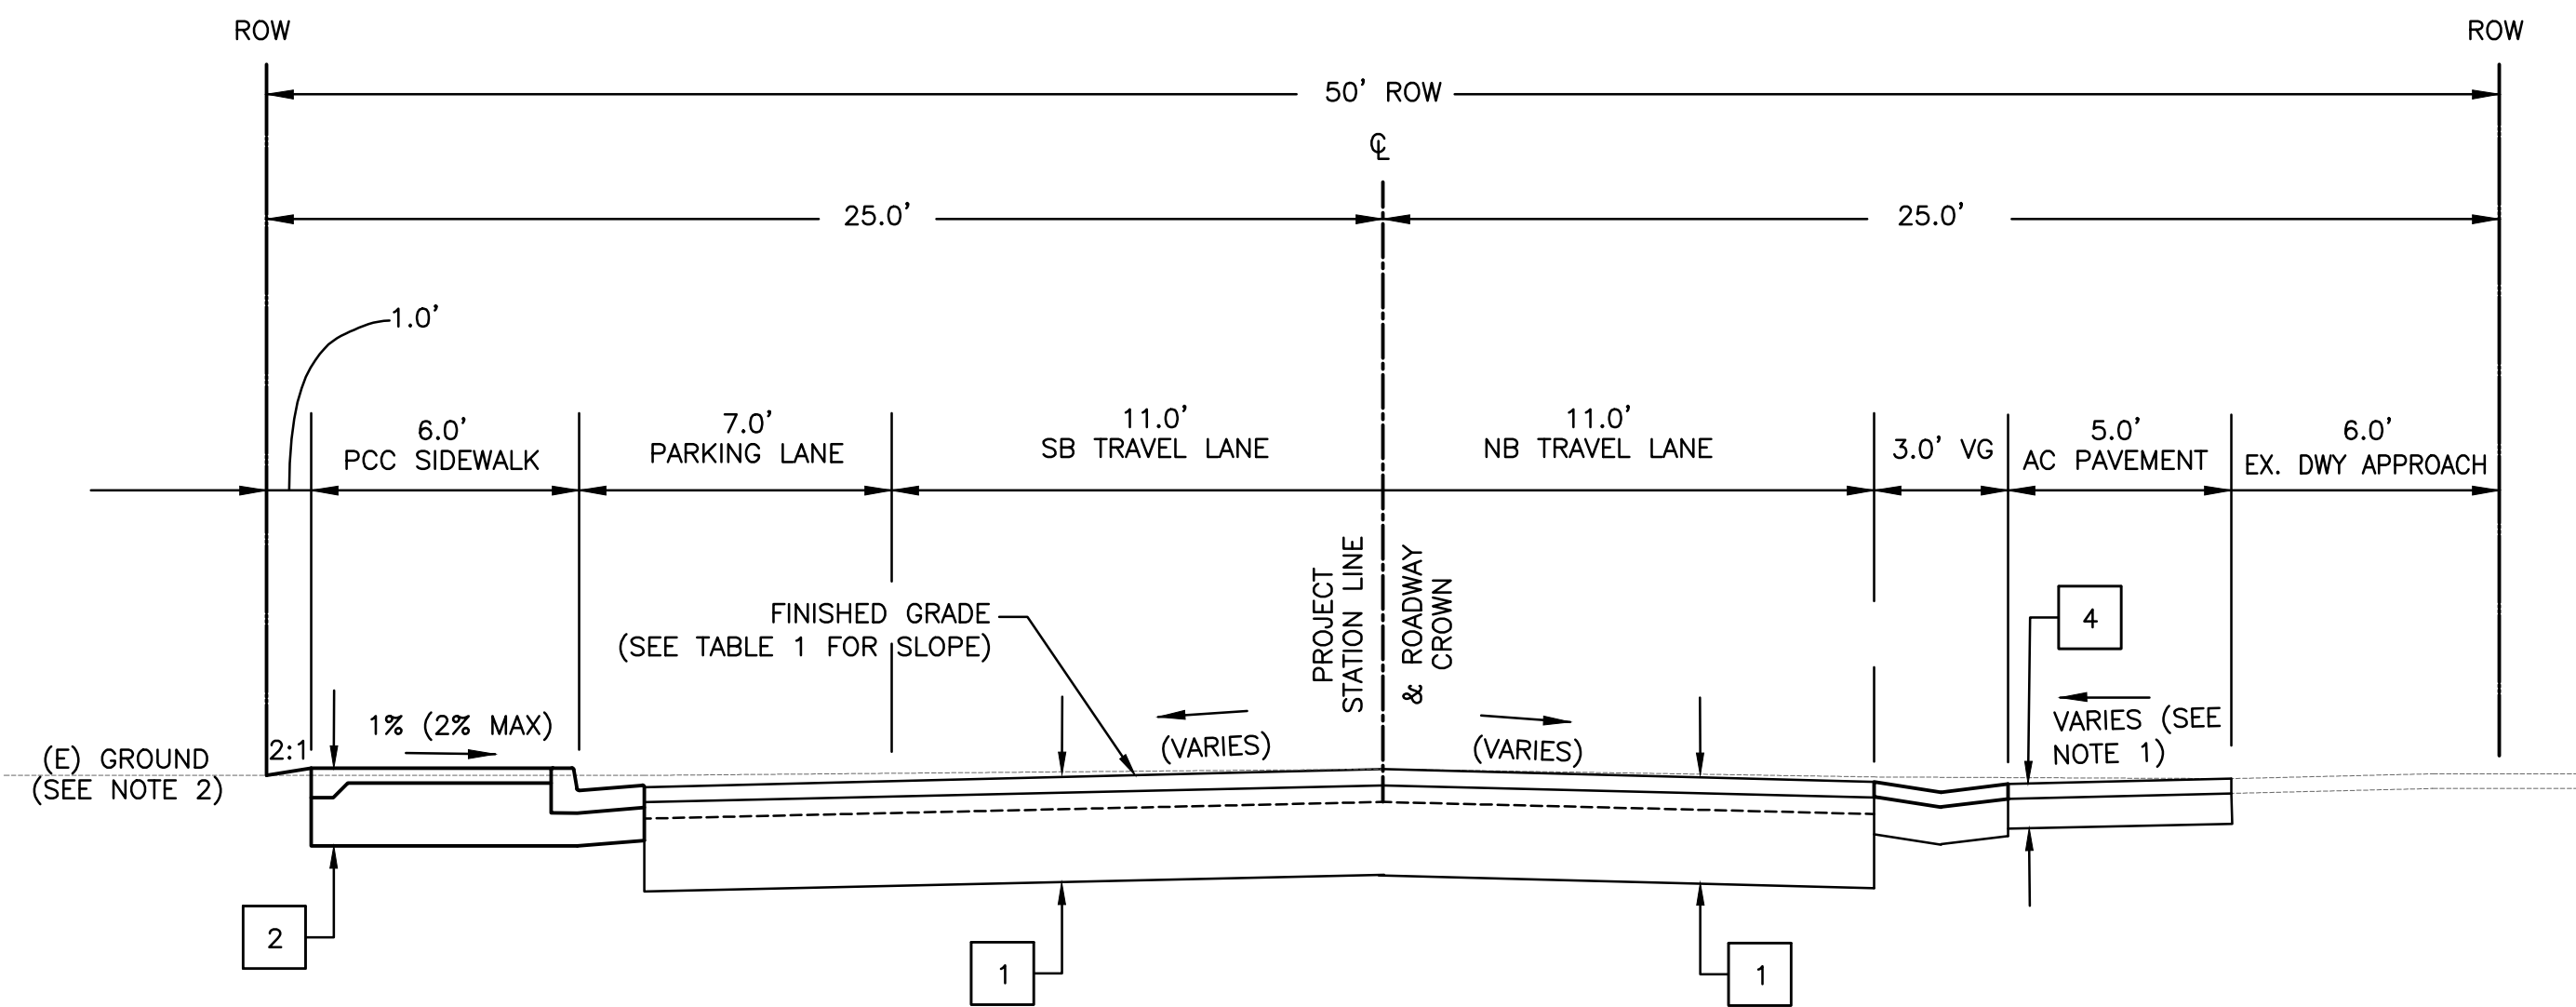 ROW
ROW
50' ROW
℄
25.0'
25.0'
1.0'
6.0'
PCC SIDEWALK
7.0'
PARKING LANE
11.0'
SB TRAVEL LANE
11.0'
NB TRAVEL LANE
3.0' VG
5.0'
AC PAVEMENT
6.0'
EX. DWY APPROACH
PROJECT
STATION LINE
& ROADWAY
CROWN
FINISHED GRADE
(SEE TABLE 1 FOR SLOPE)
4
1% (2% MAX)
(VARIES)
(VARIES)
VARIES (SEE
NOTE 1)
2:1
(E) GROUND
(SEE NOTE 2)
2
1
1